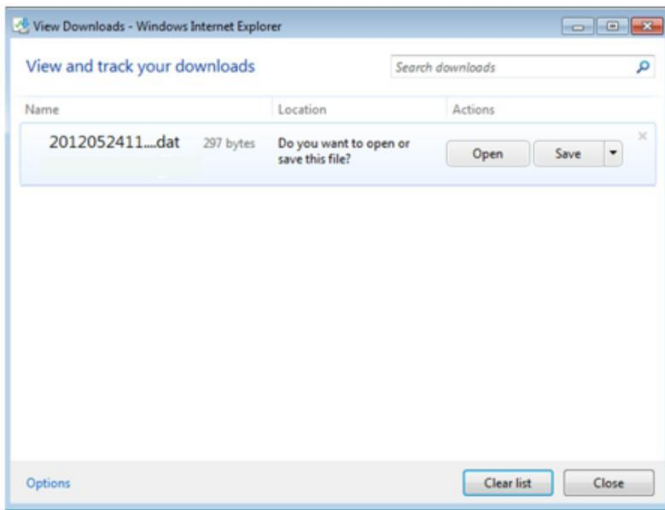 View Downloads - Windows Internet Explorer
View and track your downloads
Search downloads
Name Location Actions
2012052411....dat 297 bytes Do you want to open or save this file? Open Save
Options Clear list Close